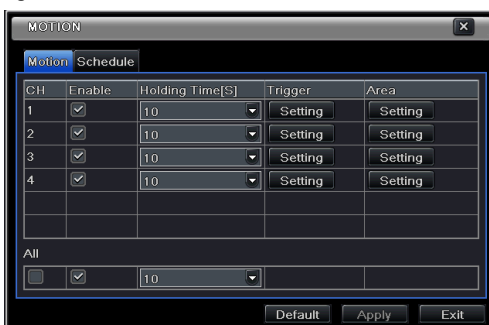 MOTION
Motion Schedule
CH Enable Holding Time[S] Trigger Area
1 10 Setting Setting
2 10 Setting Setting
3 10 Setting Setting
4 10 Setting Setting
All
10
Default Apply Exit